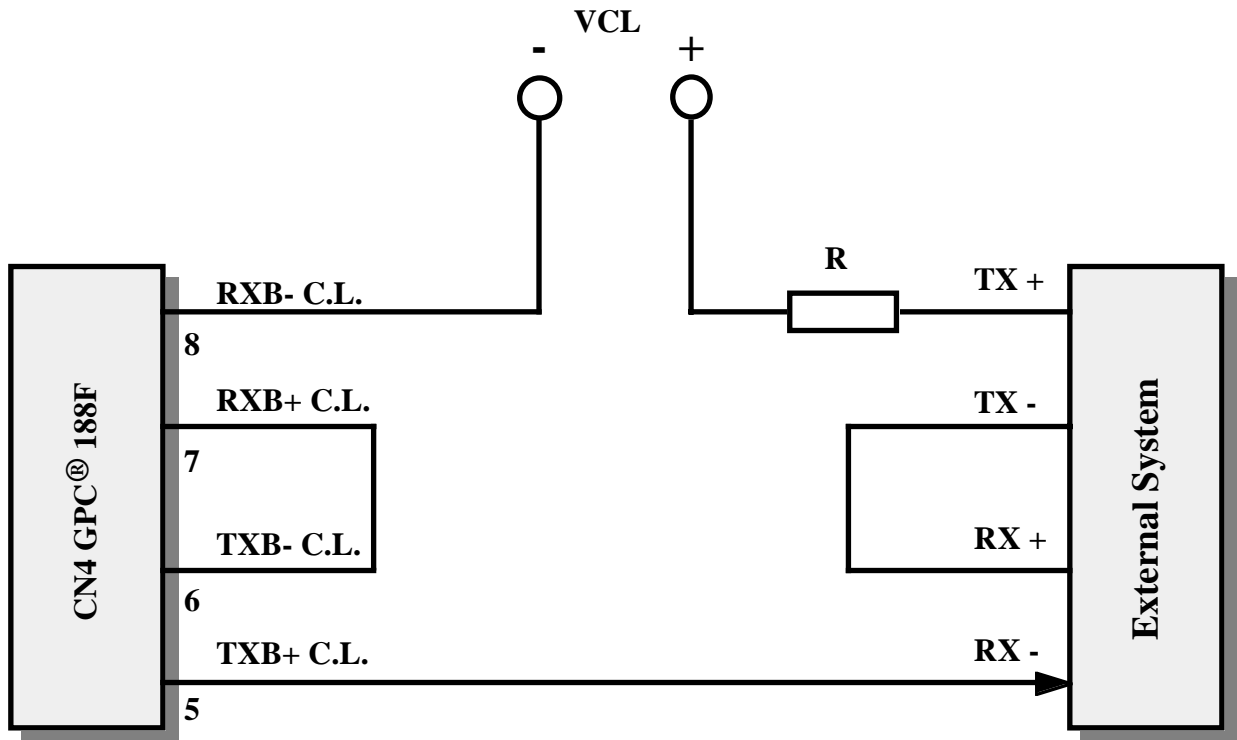 VCL
- +
R
RXB- C.L.
TX +
8
RXB+ C.L.
TX -
7
CN4 GPC® 188F
External System
TXB- C.L.
RX +
6
TXB+ C.L.
RX -
5